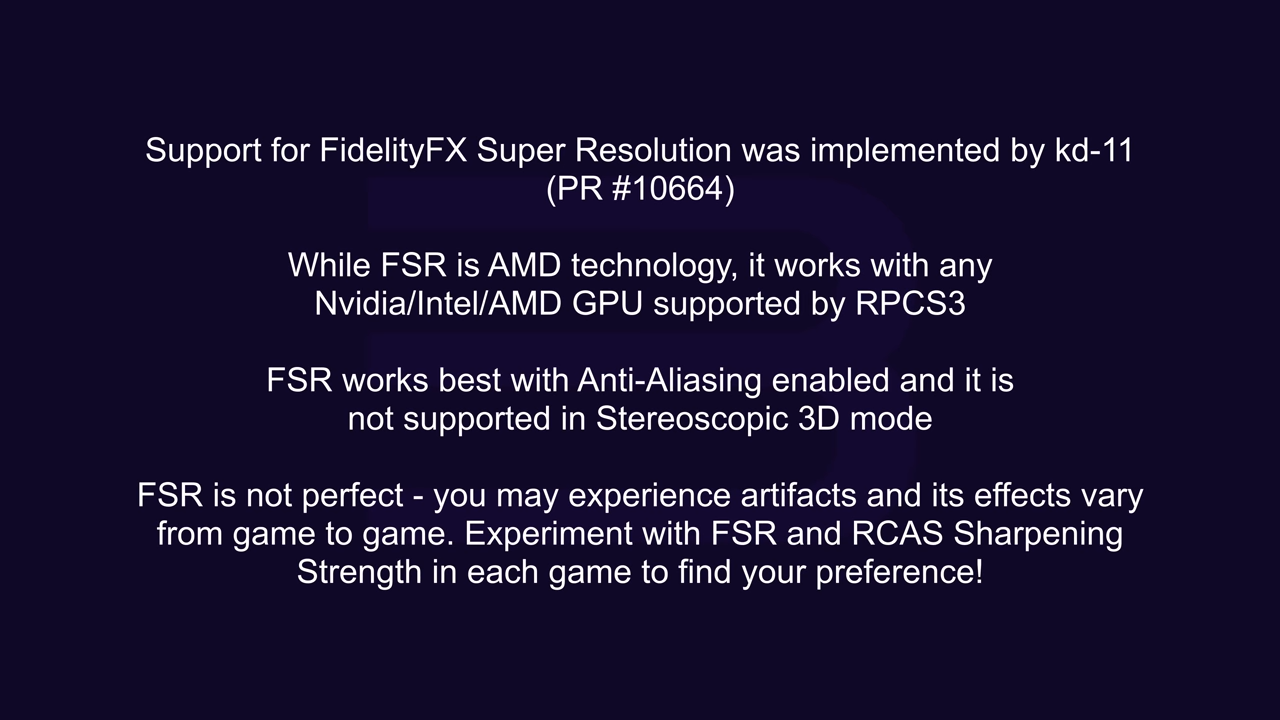 Support for FidelityFX Super Resolution was implemented by kd-11
(PR #10664)
While FSR is AMD technology, it works with any
Nvidia/Intel/AMD GPU supported by RPCS3
FSR works best with Anti-Aliasing enabled and it is
not supported in Stereoscopic 3D mode
FSR is not perfect - you may experience artifacts and its effects vary
from game to game. Experiment with FSR and RCAS Sharpening
Strength in each game to find your preference!